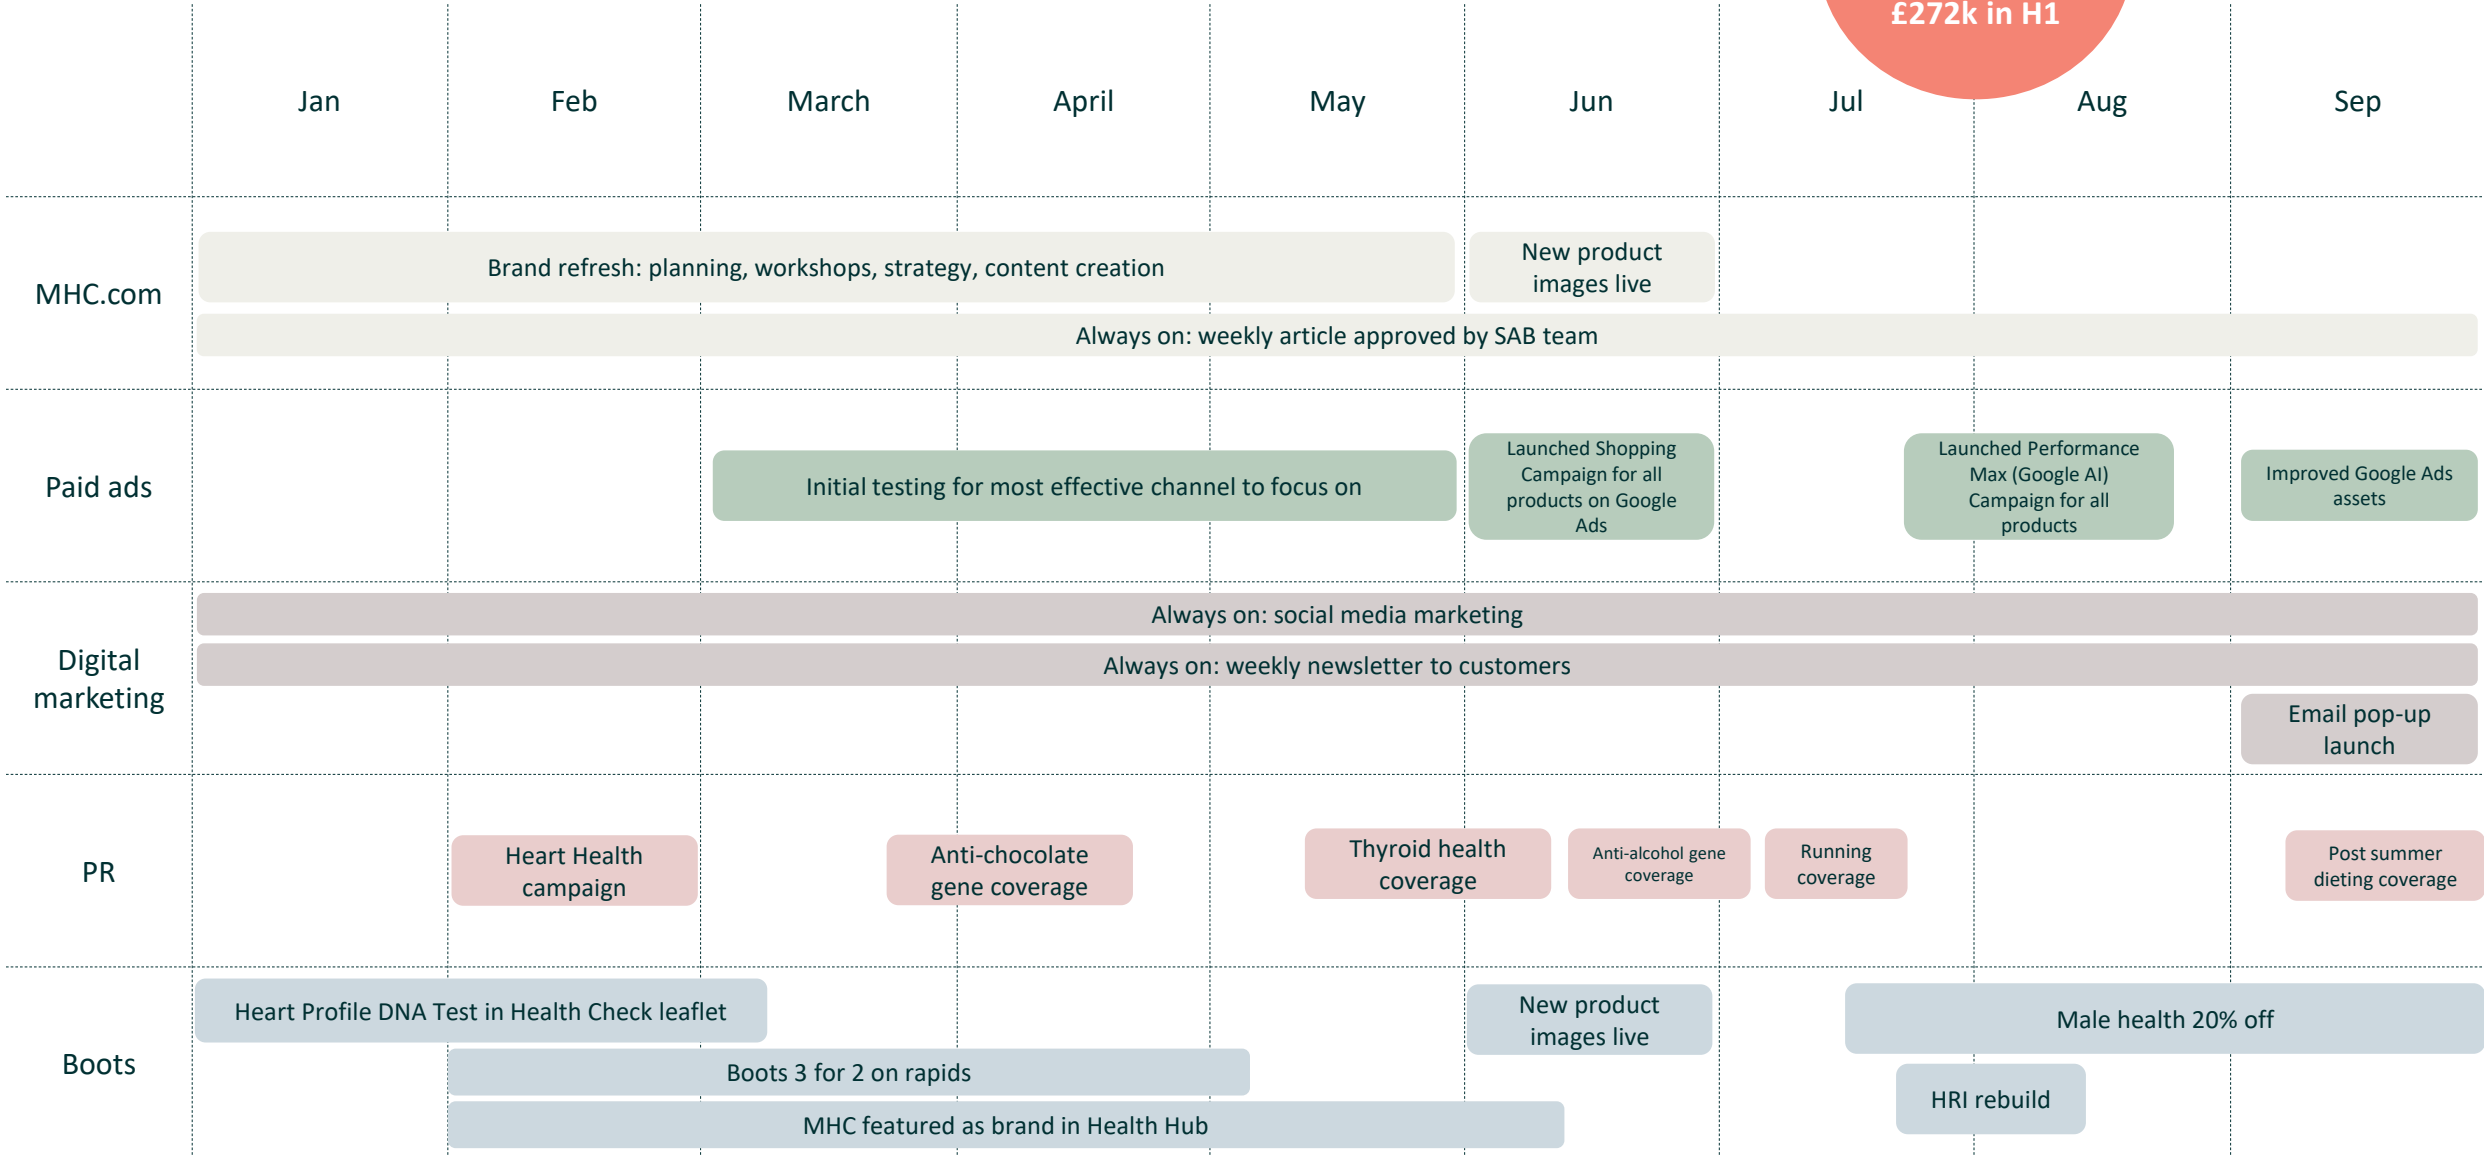 £272k in H1
Jan
Feb
March
April
May
Jun
Jul
Aug
Sep
MHC.com
Brand refresh: planning, workshops, strategy, content creation
New product
images live
Always on: weekly article approved by SAB team
Paid ads
Initial testing for most effective channel to focus on
Launched Shopping
Campaign for all
products on Google
Ads
Launched Performance
Max (Google AI)
Campaign for all
products
Improved Google Ads
assets
Digital
marketing
Always on: social media marketing
Always on: weekly newsletter to customers
Email pop-up
launch
PR
Heart Health
campaign
Anti-chocolate
gene coverage
Thyroid health
coverage
Anti-alcohol gene
coverage
Running
coverage
Post summer
dieting coverage
Boots
Heart Profile DNA Test in Health Check leaflet
New product
images live
Male health 20% off
Boots 3 for 2 on rapids
HRI rebuild
MHC featured as brand in Health Hub